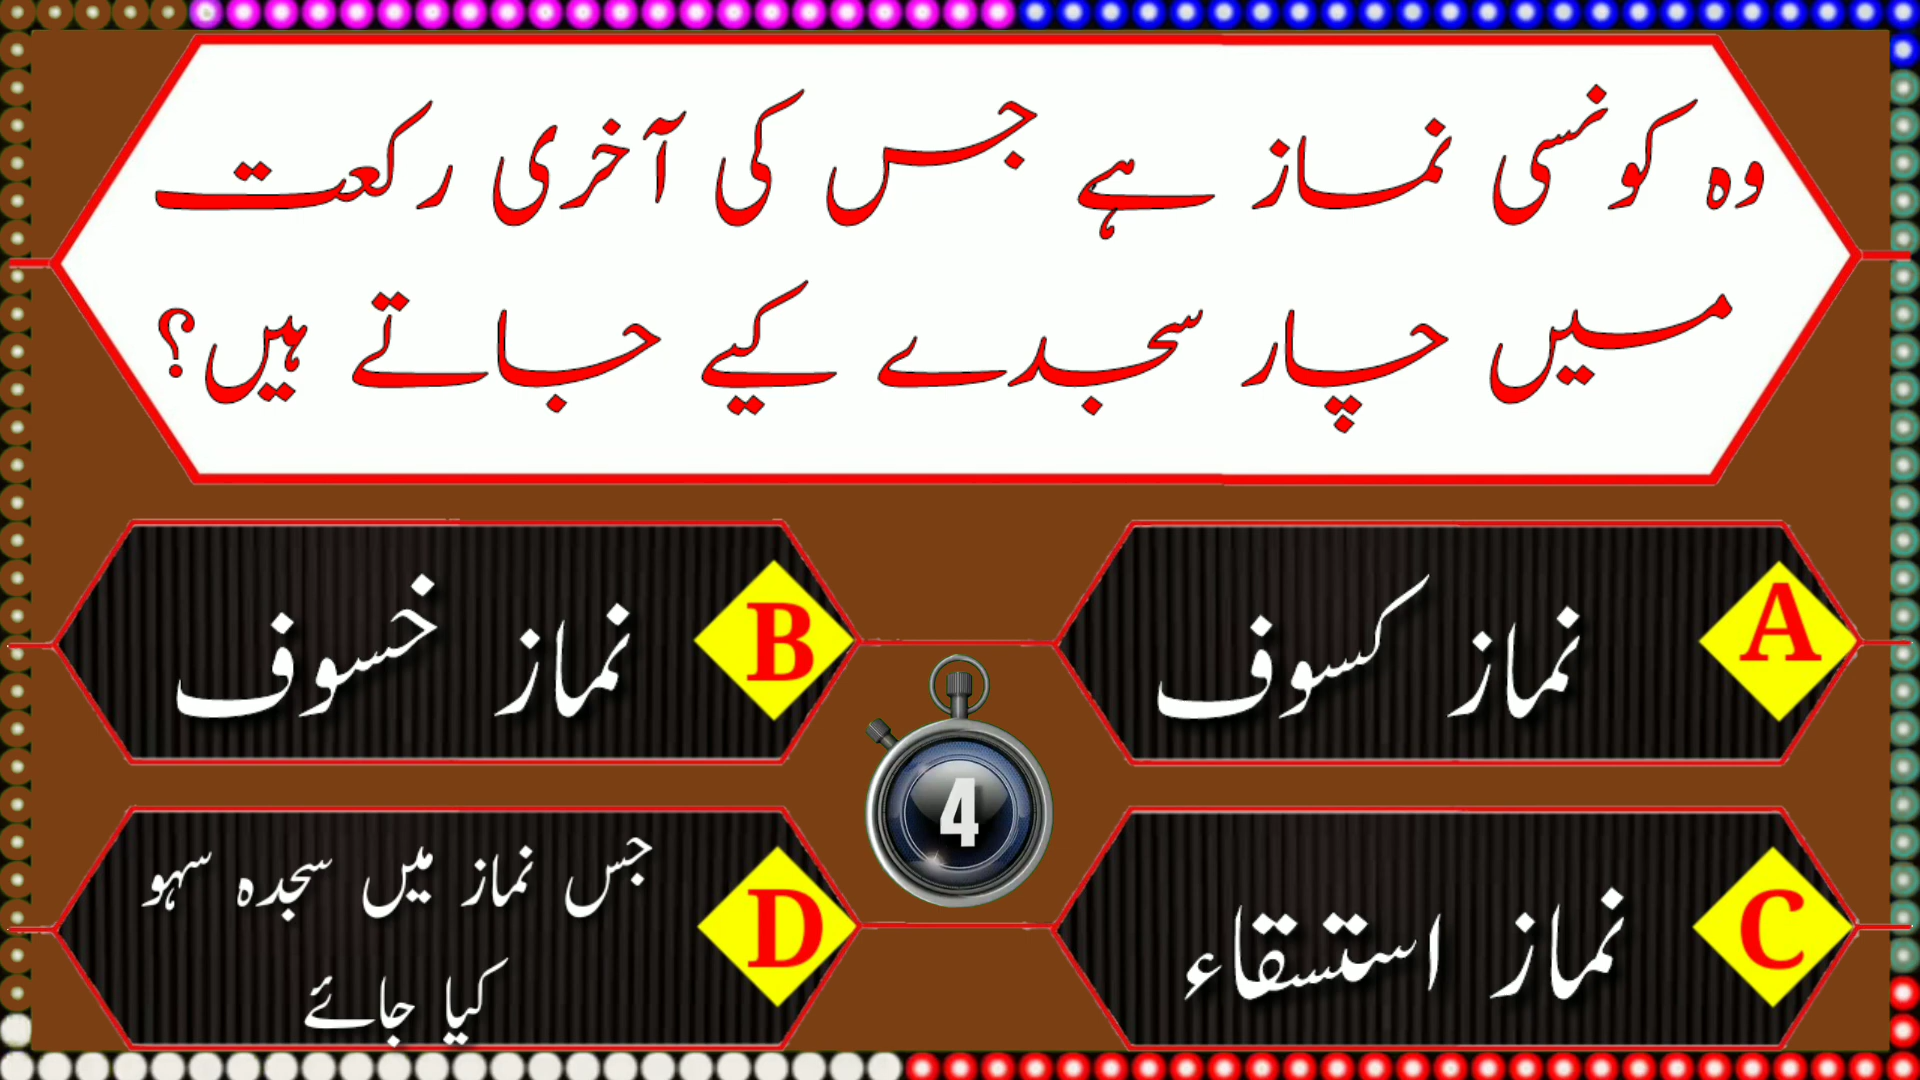 وہ کونسی نماز ہے جس کی آخری رکعت
میں چار سجدے کیے جاتے ہیں؟
A
نماز کسوف
B
نماز خسوف
4
C
نماز استسقاء
D
جس نماز میں سجدہ سہو
کیا جائے